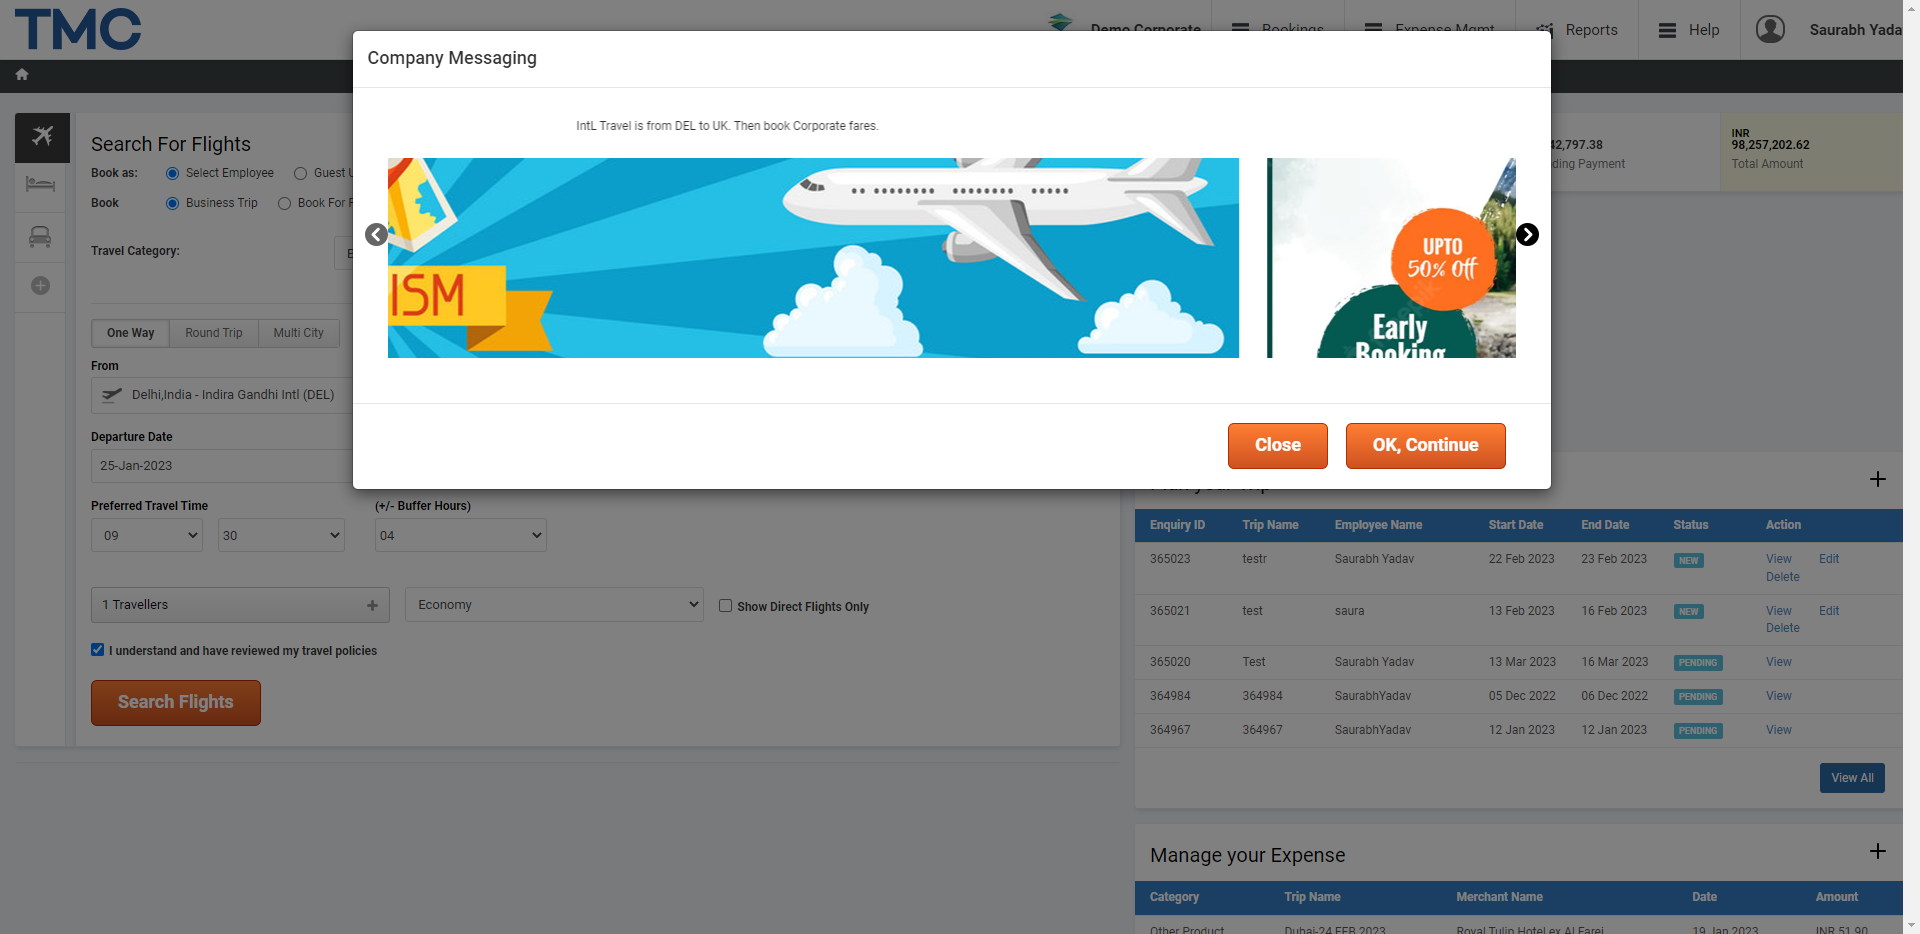 TMC
Demo Corporate
Bookings
Expense Mgmt
Reports
Help
Saurabh Yada
Company Messaging
IntL Travel is from DEL to UK. Then book Corporate fares.
ISM
UPTO
50% Off
Early
Booking
Close
OK, Continue
Search For Flights
Book as:
Select Employee
Guest U
Book
Business Trip
Book For F
Travel Category:
One Way
Round Trip
Multi City
From
Delhi,India - Indira Gandhi Intl (DEL)
Departure Date
25-Jan-2023
Preferred Travel Time
(+/- Buffer Hours)
09
30
04
1 Travellers
Economy
Show Direct Flights Only
I understand and have reviewed my travel policies
Search Flights
42,797.38
ding Payment
INR
98,257,202.62
Total Amount
Enquiry ID Trip Name Employee Name Start Date End Date Status Action
365023 testr Saurabh Yadav 22 Feb 2023 23 Feb 2023 NEW View Edit
Delete
365021 test saura 13 Feb 2023 16 Feb 2023 NEW View Edit
Delete
365020 Test Saurabh Yadav 13 Mar 2023 16 Mar 2023 PENDING View
364984 364984 SaurabhYadav 05 Dec 2022 06 Dec 2022 PENDING View
364967 364967 SaurabhYadav 12 Jan 2023 12 Jan 2023 PENDING View
View All
Manage your Expense
Category Trip Name Merchant Name Date Amount
Other Product Dubai-24 FEB 2023 Royal Tulip Hotel ex Al Farej 19 Jan 2023 INR 51.90